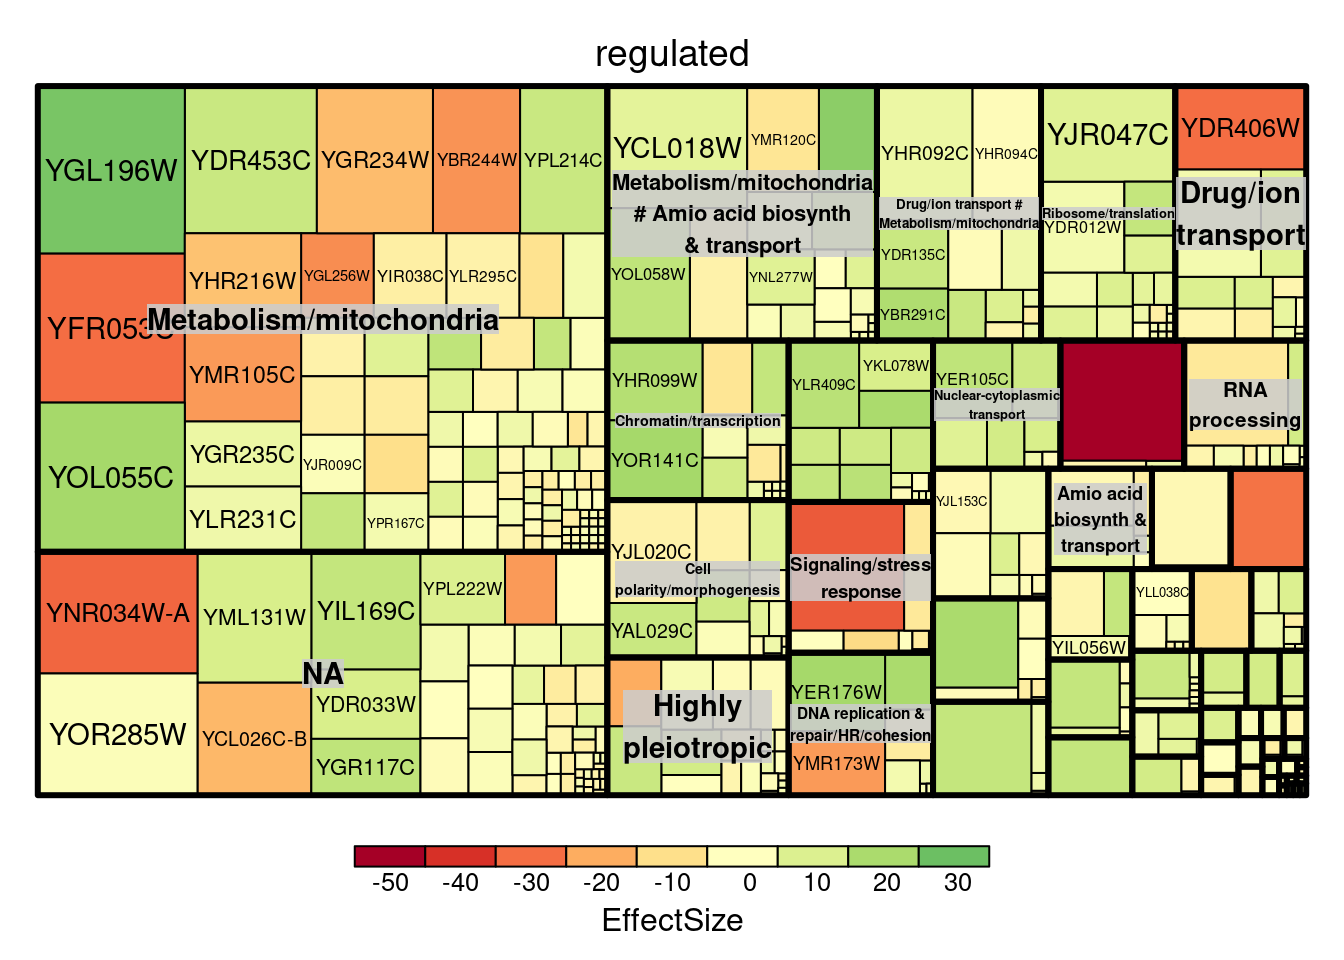 regulated
YGL196W
YDR453C
YGR234W
YBR244W
YPL214C
YHR216W
YGL256W
YIR038C
YLR295C
Metabolism/mitochondria
YMR105C
YOL055C
YGR235C
YJR009C
YLR231C
YPR167C
YNR034W-A
YML131W
YIL169C
YPL222W
NA
YDR033W
YOR285W
YCL026C-B
YGR117C
YCL018W
YMR120C
Metabolism/mitochondria
# Amio acid biosynth
& transport
YOL058W
YNL277W
YHR092C
YHR094C
Drug/ion transport #
Metabolism/mitochondria
YDR135C
YBR291C
YJR047C
Ribosome/translation
YDR012W
YDR406W
Drug/ion
transport
YHR099W
Chromatin/transcription
YOR141C
YLR409C
YKL078W
YER105C
Nuclear-cytoplasmic
transport
RNA
processing
YJL020C
Cell
polarity/morphogenesis
YAL029C
Signaling/stress
response
YJL153C
Amio acid
biosynth &
transport
YLL038C
YIL056W
Highly
pleiotropic
YER176W
DNA replication &
repair/HR/cohesion
YMR173W
-50 -40 -30 -20 -10 0 10 20 30
EffectSize